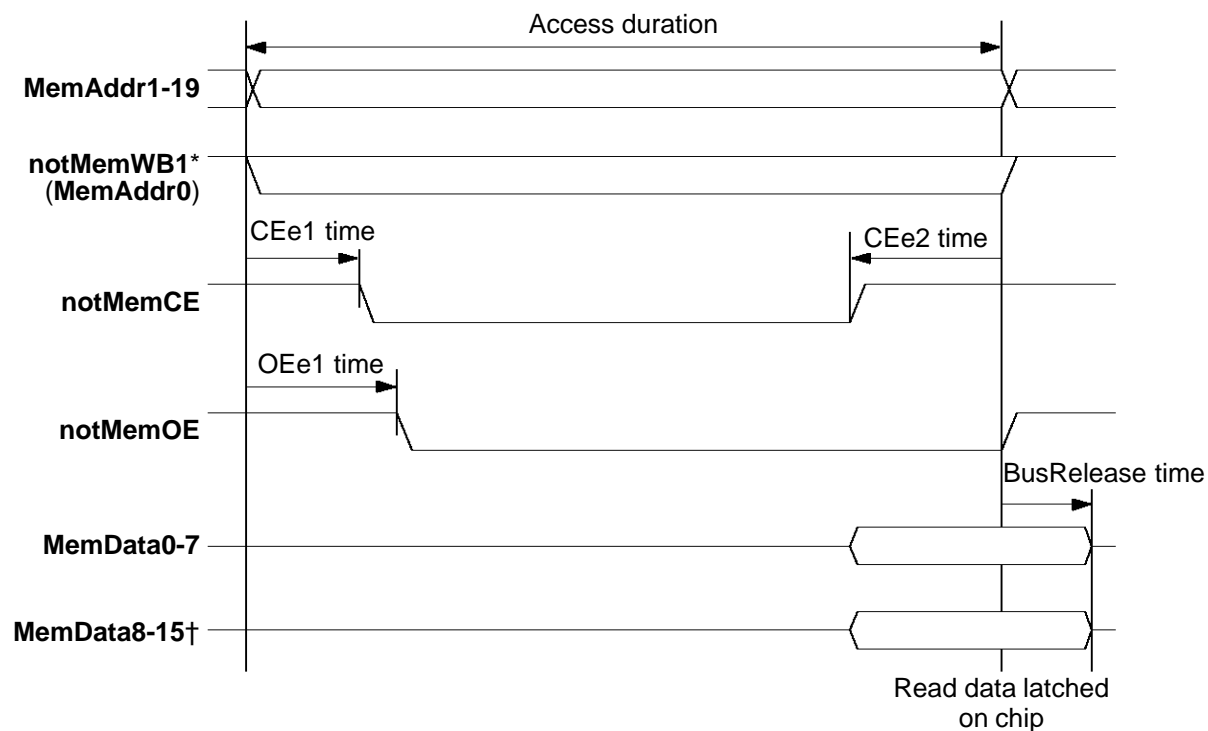 Access duration
MemAddr1-19
notMemWB1*
(MemAddr0)
CEe1 time
CEe2 time
notMemCE
OEe1 time
notMemOE
BusRelease time
MemData0-7
MemData8-15†
Read data latched
on chip